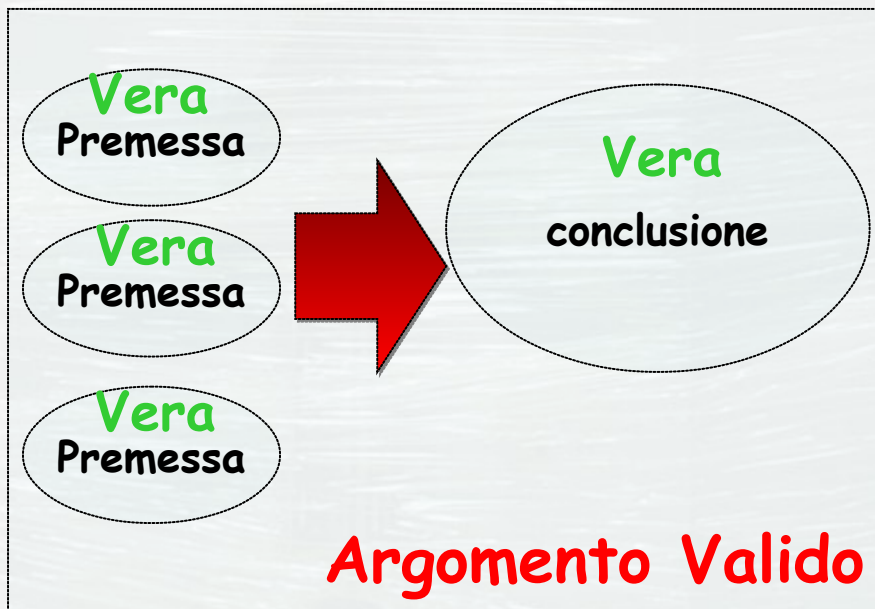 Vera
Premessa
Vera
Premessa
Vera
Premessa
Vera
conclusione
Argomento Valido